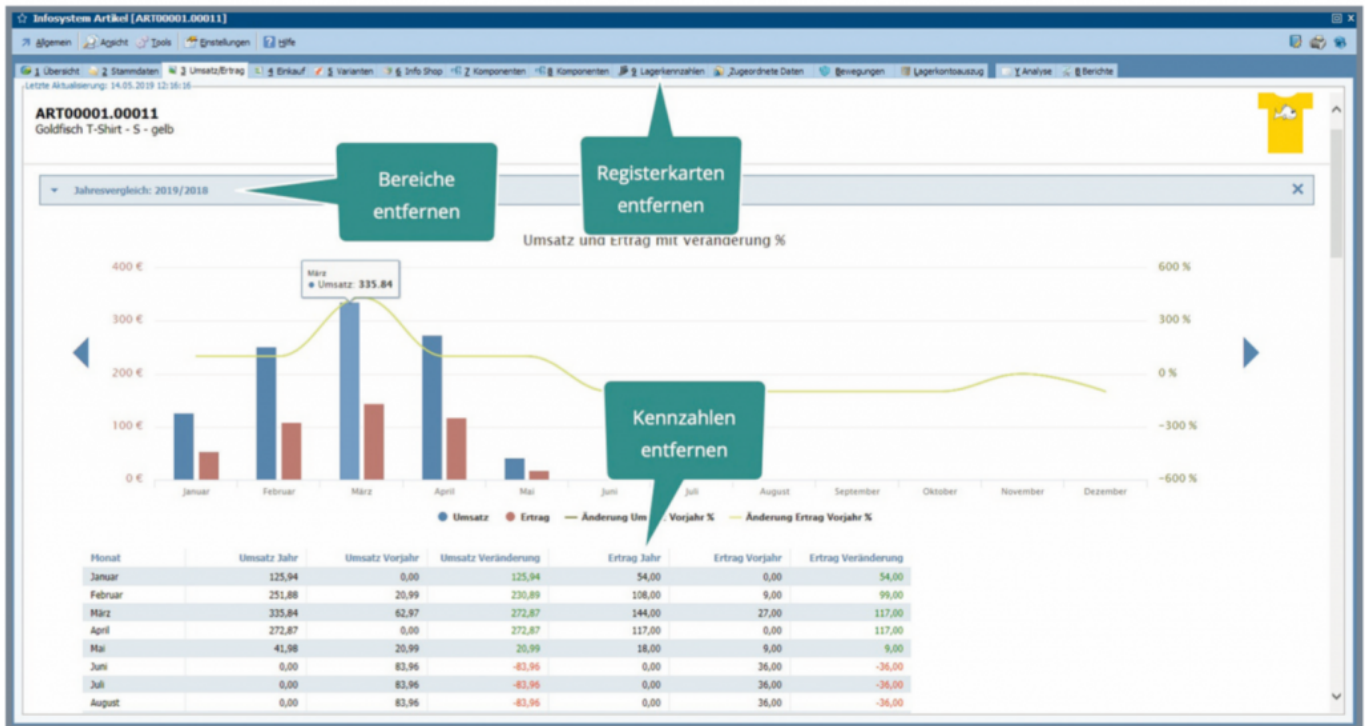 Infosystem Artikel [ART00001.00011]
Allgemein Ansicht Tools Einstellungen Hilfe
1 Übersicht 2 Stammdaten 3 Umsatz/Ertrag 4 Einkauf 5 Varianten 6 Info Shop 7 Komponenten 8 Komponenten 9 Lagerkennzahlen Zugeordnete Daten Bewegungen Lagerkontoauszug Y Analyse Berichte
Letzte Aktualisierung: 14.05.2019 12:16:16
ART00001.00011
Goldfisch T-Shirt - S - gelb
Bereiche
entfernen
Registerkarten
entfernen
Jahresvergleich: 2019/2018
Umsatz und Ertrag mit Veränderung %
400 € 600 %
März
Umsatz: 335.84
300 € 300 %
200 € 0 %
Kennzahlen
entfernen
100 € -300 %
0 € -600 %
Januar Februar März April Mai Juni Juli August September Oktober November Dezember
Umsatz Ertrag Änderung Um Vorjahr % Änderung Ertrag Vorjahr %
Monat Umsatz Jahr Umsatz Vorjahr Umsatz Veränderung Ertrag Jahr Ertrag Vorjahr Ertrag Veränderung
Januar 125,94 0,00 125,94 54,00 0,00 54,00
Februar 251,88 20,99 230,89 108,00 9,00 99,00
März 335,84 62,97 272,87 144,00 27,00 117,00
April 272,87 0,00 272,87 117,00 0,00 117,00
Mai 41,98 20,99 20,99 18,00 9,00 9,00
Juni 0,00 83,96 -83,96 0,00 36,00 -36,00
Juli 0,00 83,96 -83,96 0,00 36,00 -36,00
August 0,00 83,96 -83,96 0,00 36,00 -36,00